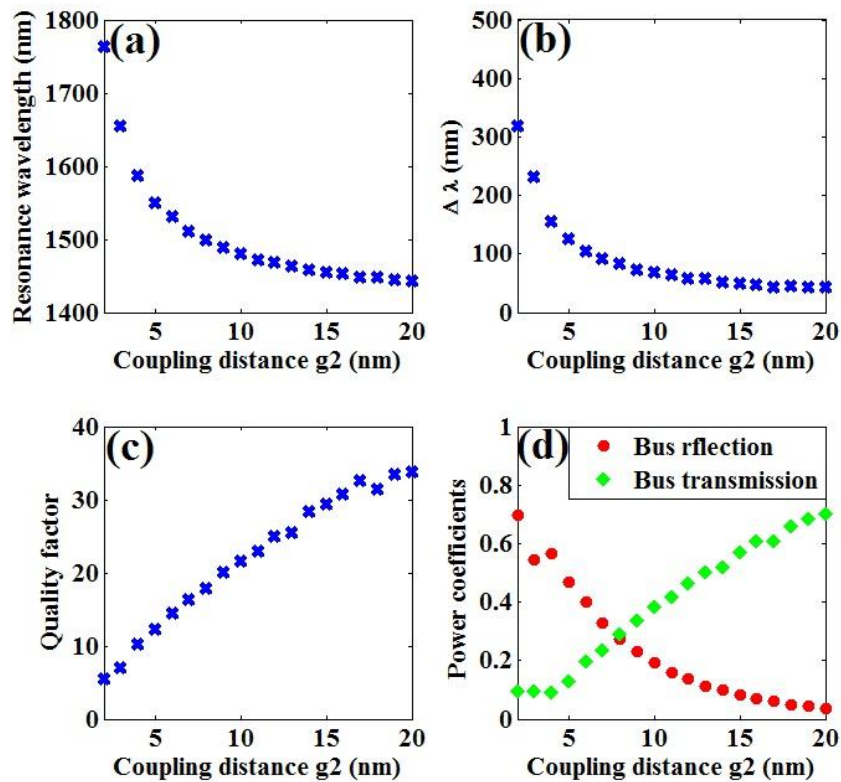 (a)
Resonance wavelength (nm)
1800
1700
1600
1500
1400
5 10 15 20
Coupling distance g2 (nm)
(b)
Δ λ (nm)
500
400
300
200
100
0
5 10 15 20
Coupling distance g2 (nm)
(c)
Quality factor
40
30
20
10
0
5 10 15 20
Coupling distance g2 (nm)
(d)
Power coefficients
1
0.8
0.6
0.4
0.2
0
Bus rflection
Bus transmission
5 10 15 20
Coupling distance g2 (nm)